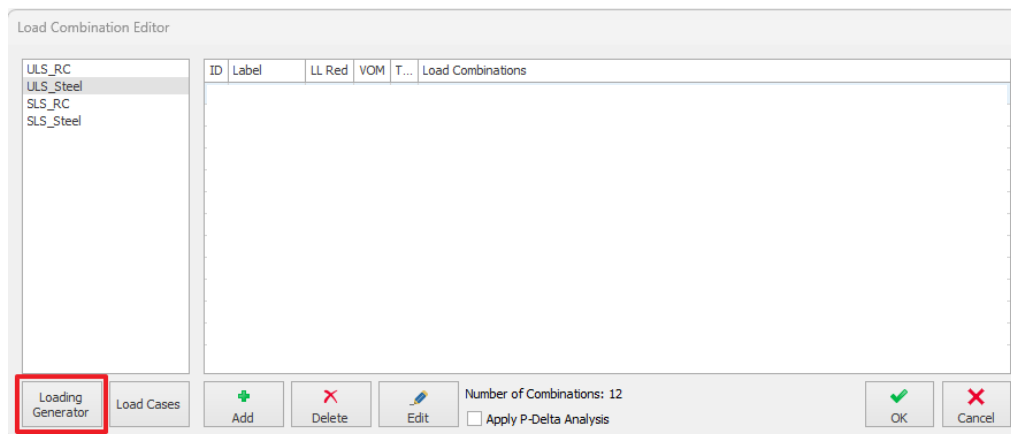 Load Combination Editor
ULS_RC
ULS_Steel
SLS_RC
SLS_Steel
ID Label LL Red VOM T... Load Combinations
Loading
Generator
Load Cases
Add
Delete
Edit
Number of Combinations: 12
Apply P-Delta Analysis
OK
Cancel